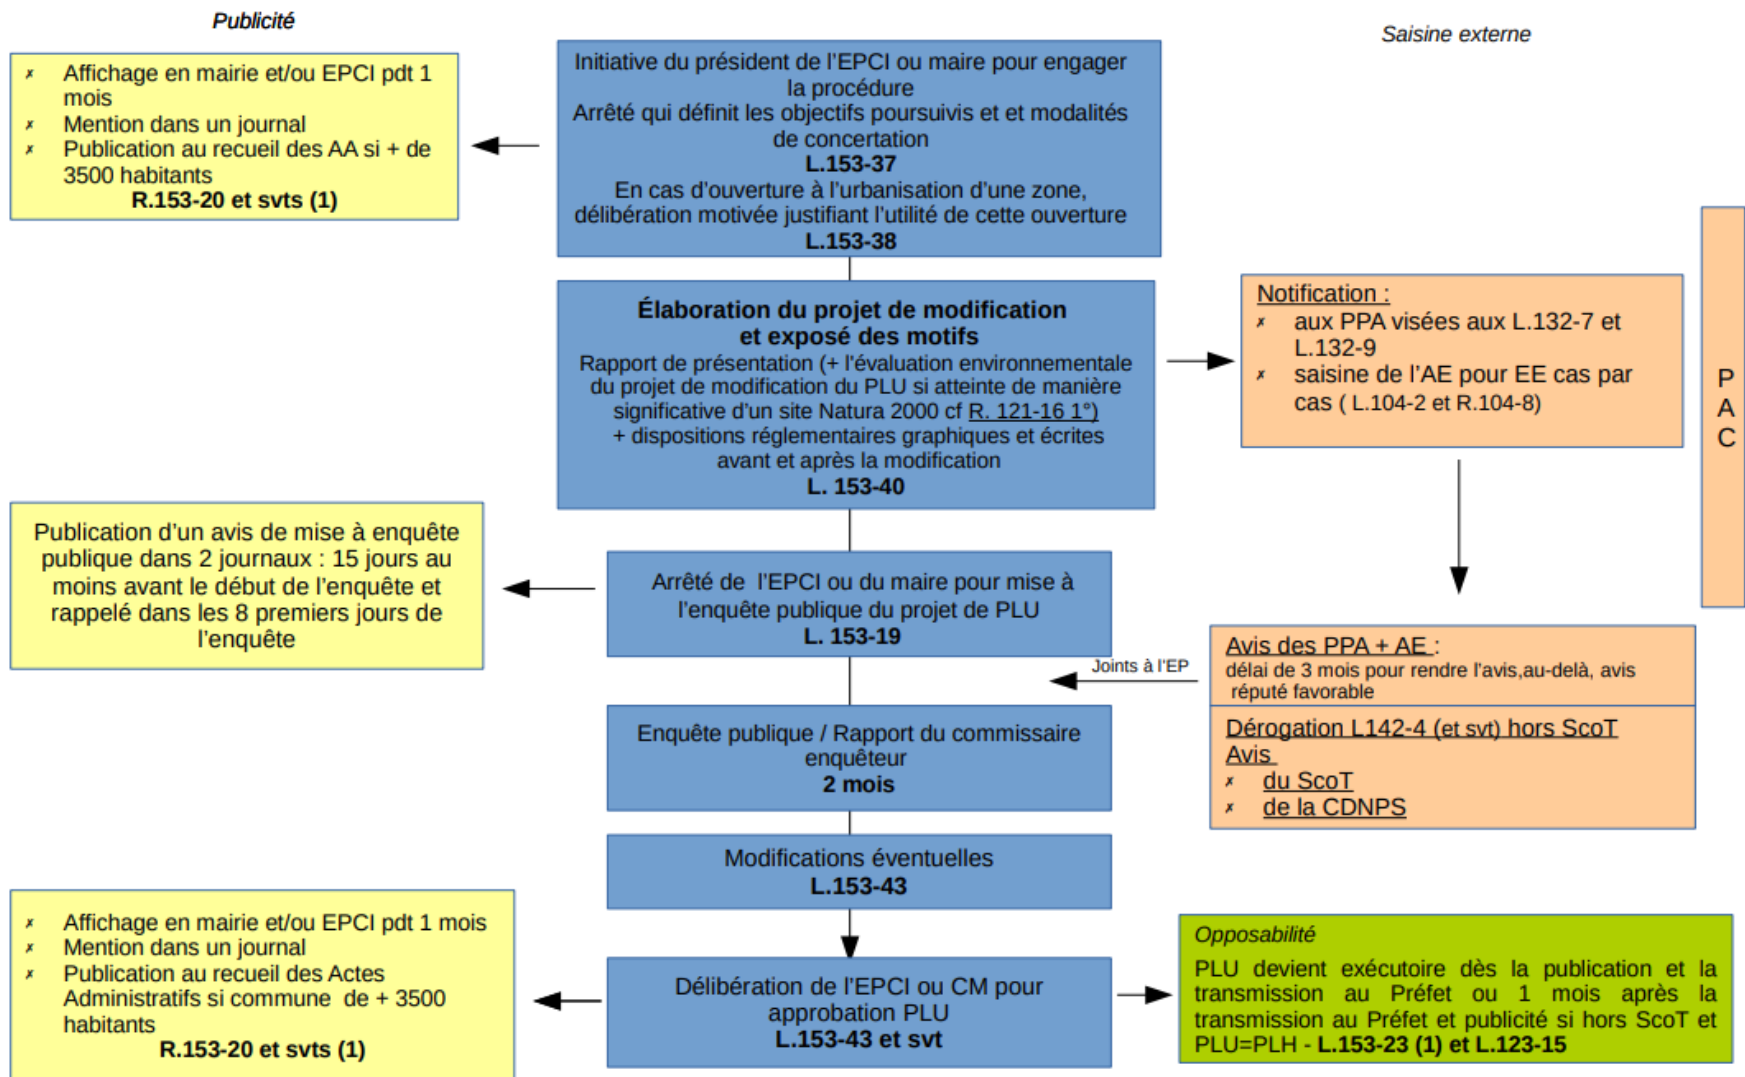 Publicité
Saisine externe
✗ Affichage en mairie et/ou EPCI pdt 1
mois
✗ Mention dans un journal
✗ Publication au recueil des AA si + de
3500 habitants
R.153-20 et svts (1)
Initiative du président de l'EPCI ou maire pour engager
la procédure
Arrêté qui définit les objectifs poursuivis et et modalités
de concertation
L.153-37
En cas d'ouverture à l'urbanisation d'une zone,
délibération motivée justifiant l'utilité de cette ouverture
L.153-38
Élaboration du projet de modification
et exposé des motifs
Rapport de présentation (+ l'évaluation environnementale
du projet de modification du PLU si atteinte de manière
significative d'un site Natura 2000 cf R. 121-16 1°)
+ dispositions réglementaires graphiques et écrites
avant et après la modification
L. 153-40
Notification :
✗ aux PPA visées aux L.132-7 et
L.132-9
✗ saisine de l'AE pour EE cas par
cas ( L.104-2 et R.104-8)
P
A
C
Publication d'un avis de mise à enquête
publique dans 2 journaux : 15 jours au
moins avant le début de l'enquête et
rappelé dans les 8 premiers jours de
l'enquête
Arrêté de l'EPCI ou du maire pour mise à
l'enquête publique du projet de PLU
L. 153-19
Joints à l'EP
Avis des PPA + AE :
délai de 3 mois pour rendre l'avis,au-delà, avis
réputé favorable
Dérogation L142-4 (et svt) hors ScoT
Avis
✗ du ScoT
✗ de la CDNPS
Enquête publique / Rapport du commissaire
enquêteur
2 mois
Modifications éventuelles
L.153-43
✗ Affichage en mairie et/ou EPCI pdt 1 mois
✗ Mention dans un journal
✗ Publication au recueil des Actes
Administratifs si commune de + 3500
habitants
R.153-20 et svts (1)
Délibération de l'EPCI ou CM pour
approbation PLU
L.153-43 et svt
Opposabilité
PLU devient exécutoire dès la publication et la
transmission au Préfet ou 1 mois après la
transmission au Préfet et publicité si hors ScoT et
PLU=PLH - L.153-23 (1) et L.123-15